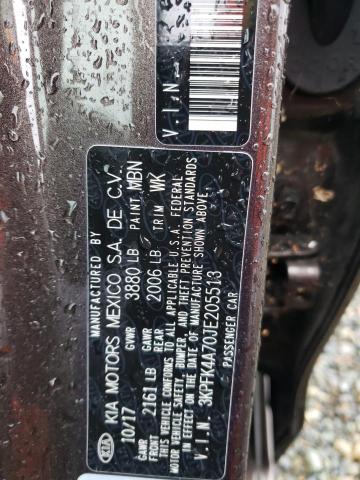 V.I.N
MANUFACTURED BY
KIA KIA MOTORS MEXICO S.A. DE C.V.
10/17 3880 LB PAINT MBN
GAWR FRONT 2161 LB GAWR REAR 2006 LB TRIM WK
THIS VEHICLE CONFORMS TO ALL APPLICABLE U.S.A. FEDERAL
MOTOR VEHICLE SAFETY, BUMPER, AND THEFT PREVENTION STANDARDS
IN EFFECT ON THE DATE OF MANUFACTURE SHOWN ABOVE.
V.I.N. 3KPFK4A70JE205513
PASSENGER CAR